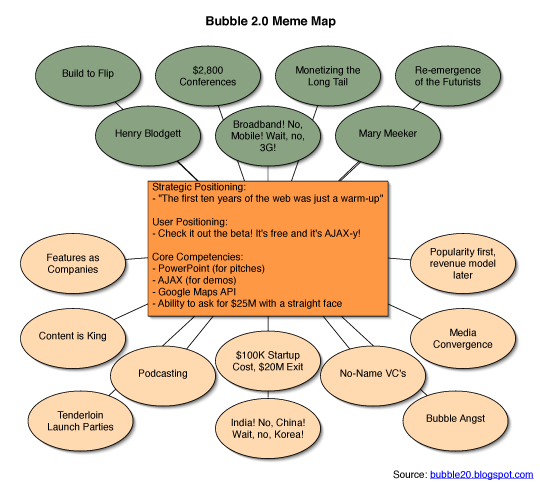 Bubble 2.0 Meme Map
Build to Flip
$2,800
Conferences
Monetizing the
Long Tail
Re-emergence
of the Futurists
Henry Blodgett
Broadband! No,
Mobile! Wait, no,
3G!
Mary Meeker
Strategic Positioning:
- "The first ten years of the web was just a warm-up"
User Positioning:
- Check it out the beta! It's free and it's AJAX-y!
Core Competencies:
- PowerPoint (for pitches)
- AJAX (for demos)
- Google Maps API
- Ability to ask for $25M with a straight face
Features as
Companies
Popularity first,
revenue model
later
Content is King
Media
Convergence
Podcasting
$100K Startup
Cost, $20M Exit
No-Name VC's
Tenderloin
Launch Parties
India! No, China!
Wait, no, Korea!
Bubble Angst
Source: bubble20.blogspot.com